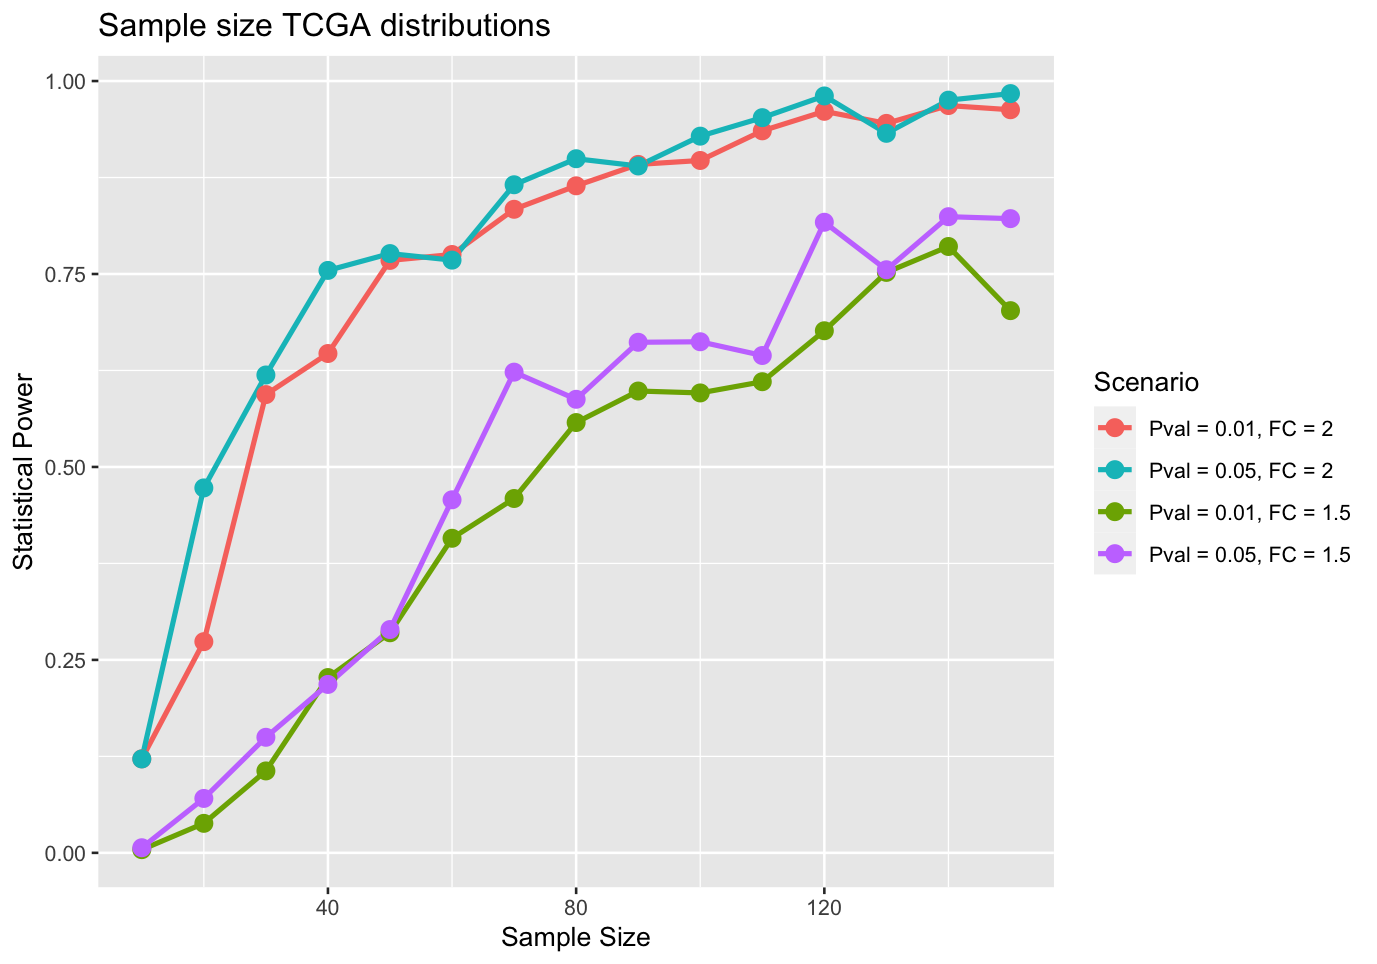 Sample size TCGA distributions
Statistical Power
1.00
0.75
0.50
0.25
0.00
40
80
120
Sample Size
Scenario
Pval = 0.01, FC = 2
Pval = 0.05, FC = 2
Pval = 0.01, FC = 1.5
Pval = 0.05, FC = 1.5